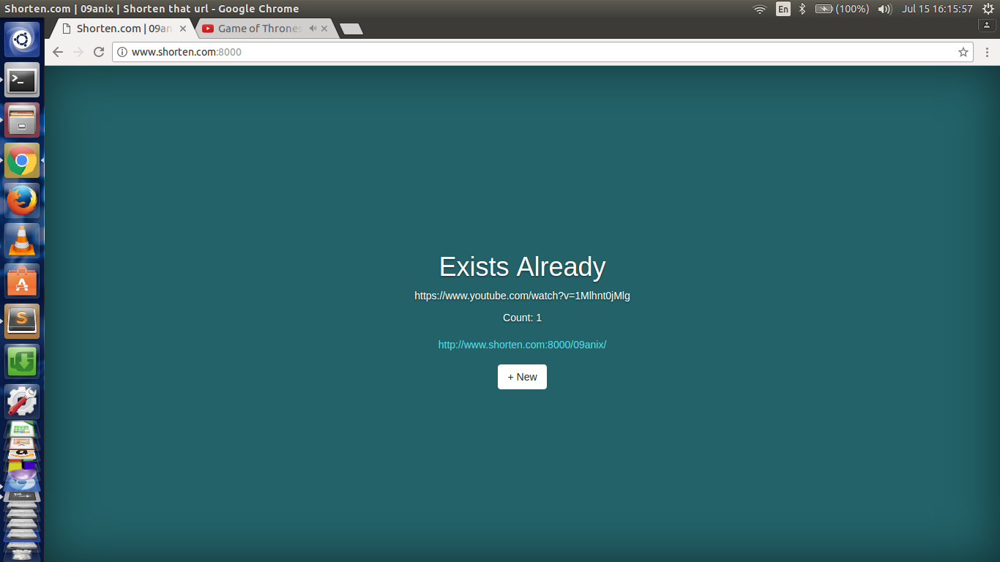 Shorten.com | 09anix | Shorten that url - Google Chrome
En
(100%)
Jul 15 16:15:57
Shorten.com | 09an
Game of Thrones
www.shorten.com:8000
Exists Already
https://www.youtube.com/watch?v=1Mlhnt0jMlg
Count: 1
http://www.shorten.com:8000/09anix/
+ New